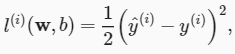 l^{(i)}(\mathbf{w}, b) = \frac{1}{2}\left(\hat{y}^{(i)} - y^{(i)}\right)^2,